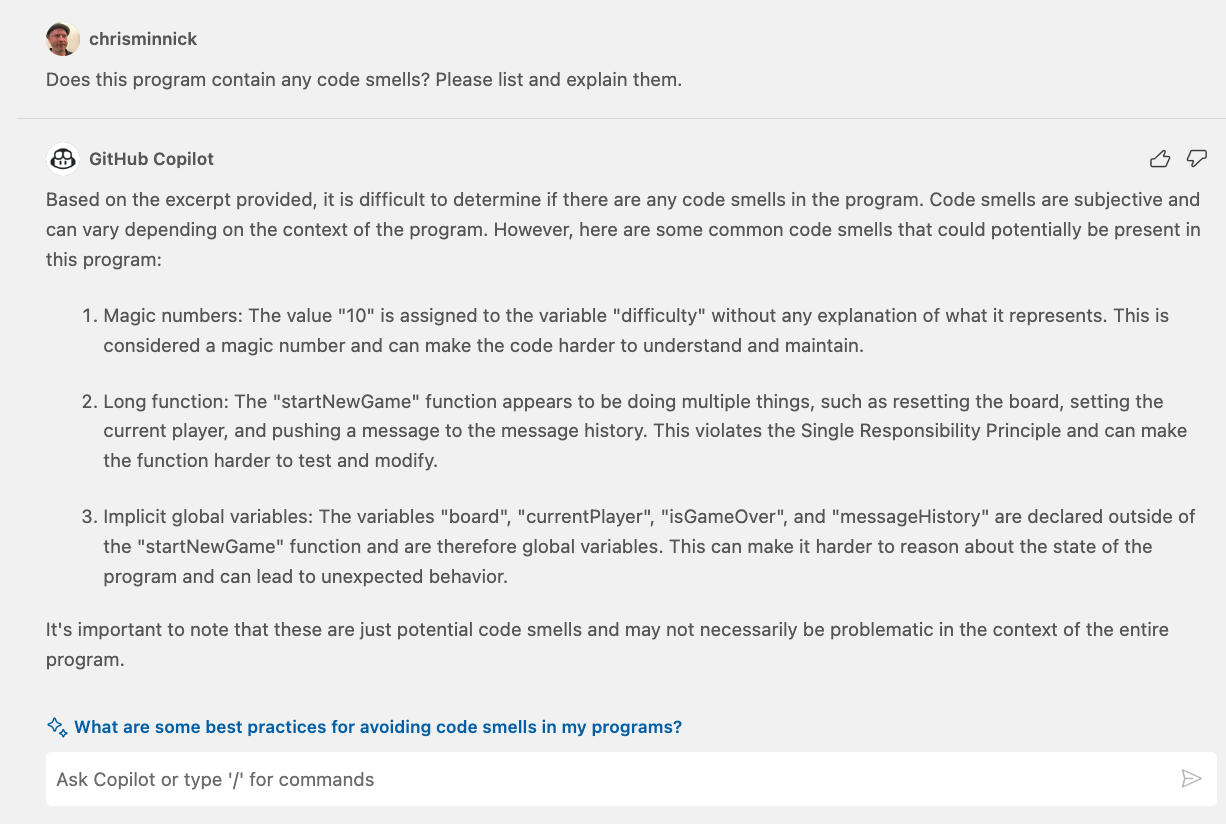 chrisminnick
Does this program contain any code smells? Please list and explain them.
GitHub Copilot
Based on the excerpt provided, it is difficult to determine if there are any code smells in the program. Code smells are subjective and
can vary depending on the context of the program. However, here are some common code smells that could potentially be present in
this program:
1. Magic numbers: The value "10" is assigned to the variable "difficulty" without any explanation of what it represents. This is
considered a magic number and can make the code harder to understand and maintain.
2. Long function: The "startNewGame" function appears to be doing multiple things, such as resetting the board, setting the
current player, and pushing a message to the message history. This violates the Single Responsibility Principle and can make
the function harder to test and modify.
3. Implicit global variables: The variables "board", "currentPlayer", "isGameOver", and "messageHistory" are declared outside of
the "startNewGame" function and are therefore global variables. This can make it harder to reason about the state of the
program and can lead to unexpected behavior.
It's important to note that these are just potential code smells and may not necessarily be problematic in the context of the entire
program.
What are some best practices for avoiding code smells in my programs?
Ask Copilot or type '/' for commands